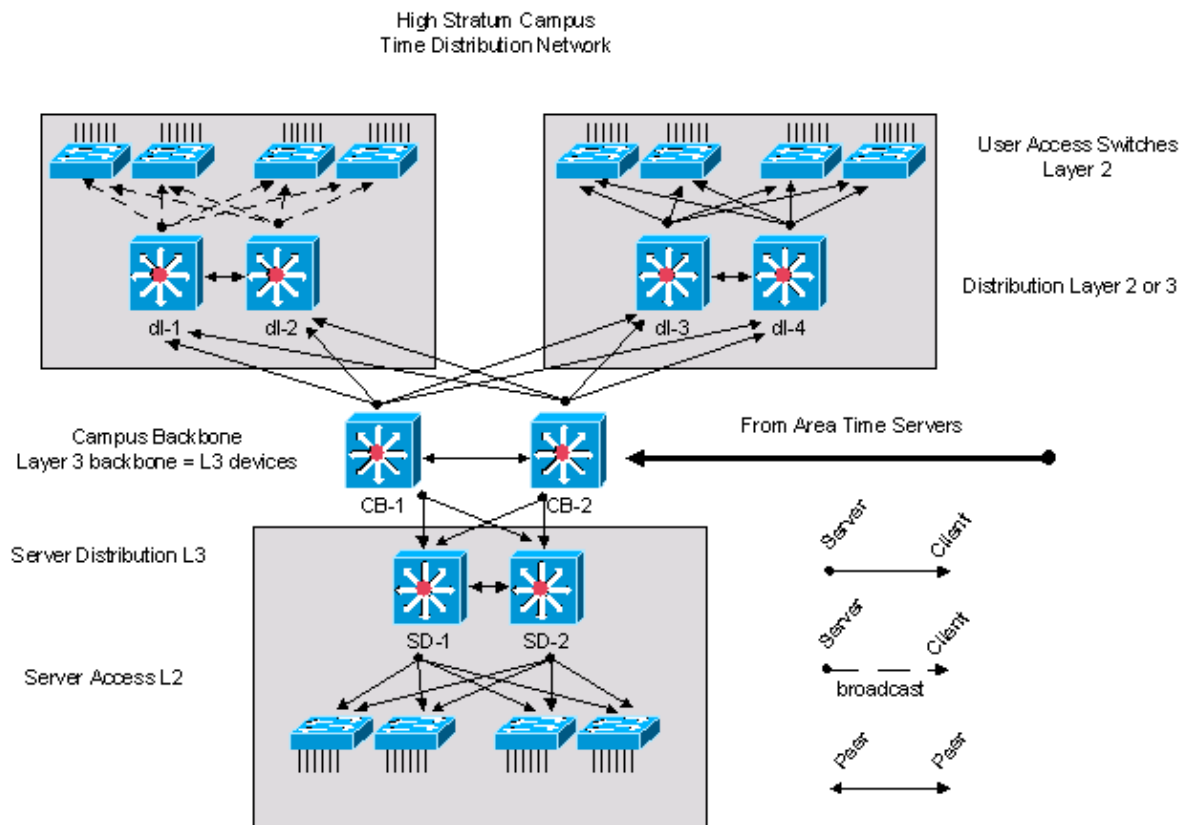 High Stratum Campus
Time Distribution Network
User Access Switches
Layer 2
Distribution Layer 2 or 3
dl-1
dl-2
dl-3
dl-4
Campus Backbone
Layer 3 backbone = L3 devices
From Area Time Servers
CB-1
CB-2
Server Distribution L3
SD-1
SD-2
Server Access L2
Server
Client
Server
Client
broadcast
Peer
Peer